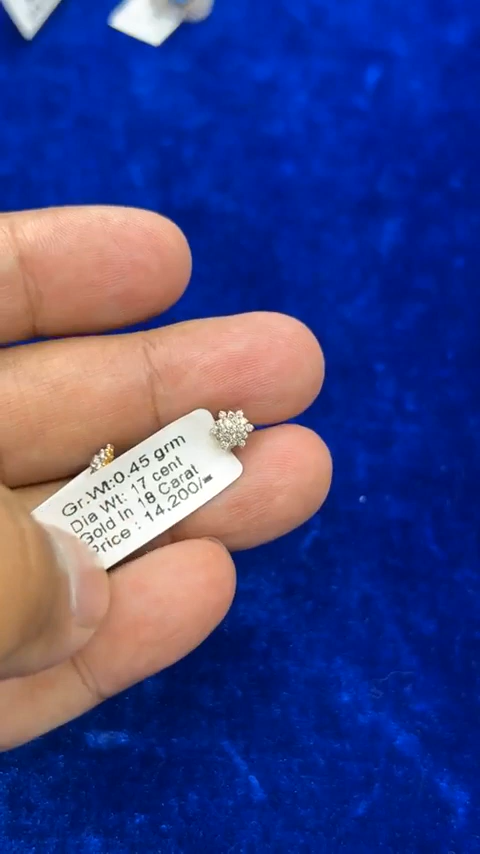 Gr.Wt:0.45 grm
Dia Wt: 17 cent
Gold In 18 Carat
Price : 14,200/=